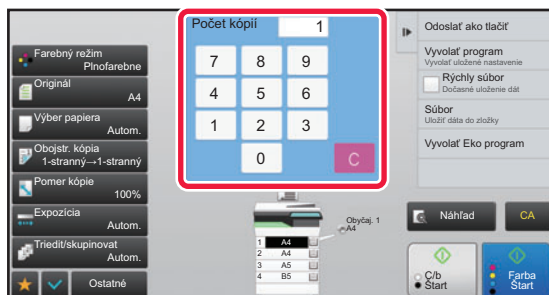 Počet kópií 1
7 8 9
4 5 6
1 2 3
0 C
Farebný režim
Plnofarebne
Originál
A4
Výber papiera
Autom.
Obojstr. kópia
1-stranný→1-stranný
Pomer kópie
100%
Expozícia
Autom.
Triediť/skupinovat
Autom.
Ostatné
Obyčaj. 1
A4
1 A4
2 A4
3 A5
4 B5
Odoslať ako tlačiť
Vyvolať program
Vyvolať uložené nastavenie
Rýchly súbor
Dočasné uloženie dát
Súbor
Uložiť dáta do zložky
Vyvolať Eko program
Náhľad
CA
Č/b
Štart
Farba
Štart